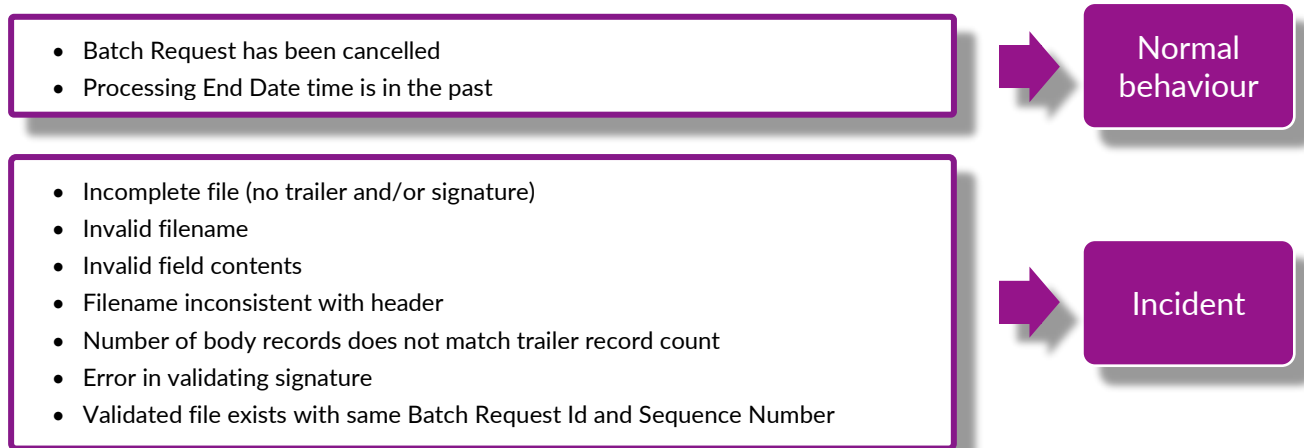 • Batch Request has been cancelled
• Processing End Date time is in the past
Normal
behaviour
• Incomplete file (no trailer and/or signature)
• Invalid filename
• Invalid field contents
• Filename inconsistent with header
• Number of body records does not match trailer record count
• Error in validating signature
• Validated file exists with same Batch Request Id and Sequence Number
Incident